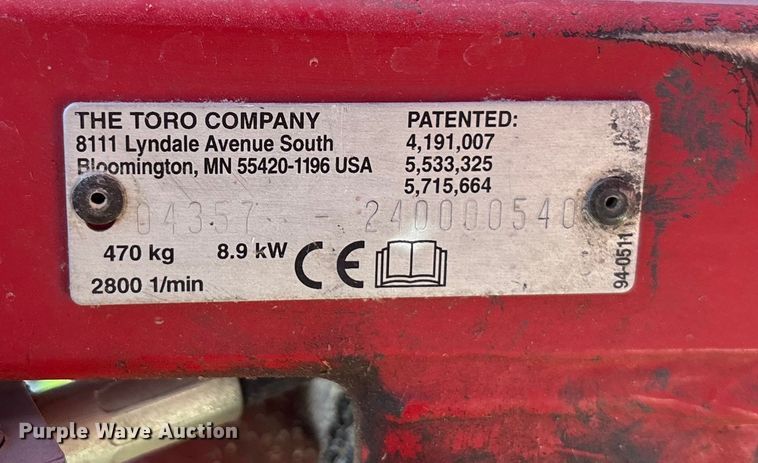 THE TORO COMPANY
8111 Lyndale Avenue South
Bloomington, MN 55420-1196 USA
PATENTED:
4,191,007
5,533,325
5,715,664
04357 - 240000540
470 kg 8.9 kW
2800 1/min
CE
94-0511
Purple Wave Auction